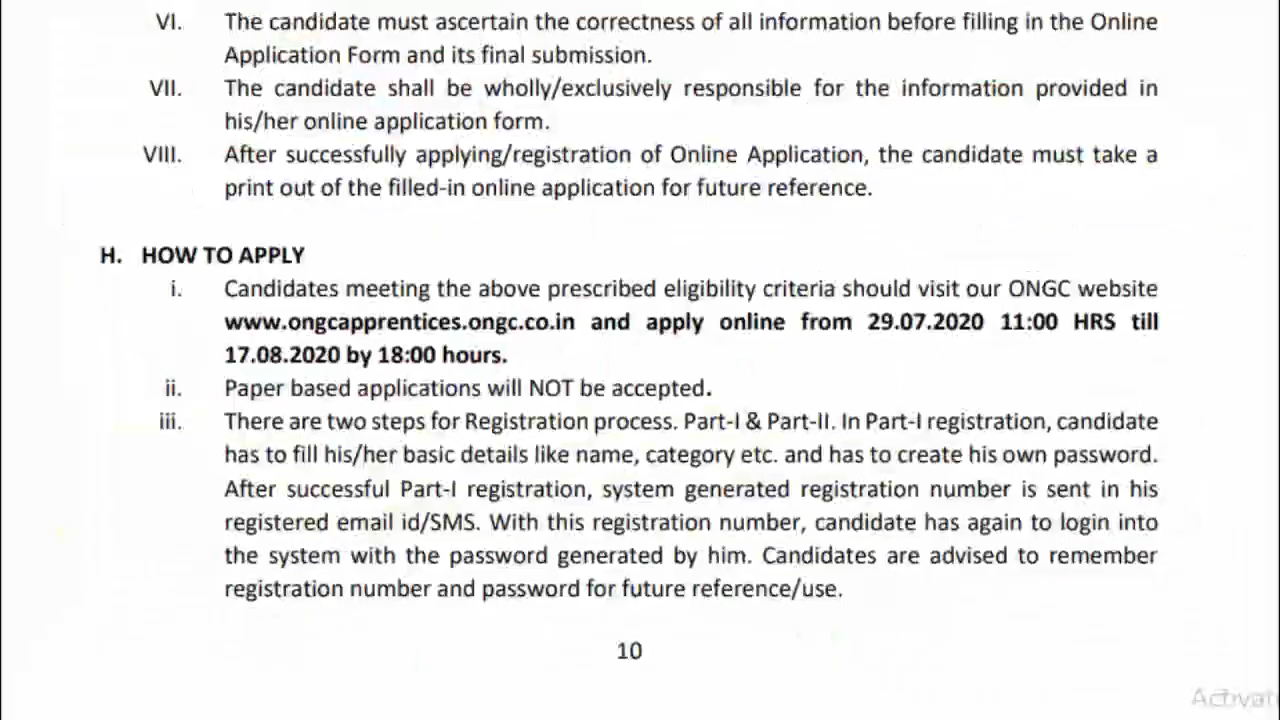 VI. The candidate must ascertain the correctness of all information before filling in the Online
Application Form and its final submission.
VII. The candidate shall be wholly/exclusively responsible for the information provided in
his/her online application form.
VIII. After successfully applying/registration of Online Application, the candidate must take a
print out of the filled-in online application for future reference.
H. HOW TO APPLY
i. Candidates meeting the above prescribed eligibility criteria should visit our ONGC website
www.ongcapprentices.ongc.co.in and apply online from 29.07.2020 11:00 HRS till
17.08.2020 by 18:00 hours.
ii. Paper based applications will NOT be accepted.
iii. There are two steps for Registration process. Part-I & Part-II. In Part-I registration, candidate
has to fill his/her basic details like name, category etc. and has to create his own password.
After successful Part-I registration, system generated registration number is sent in his
registered email id/SMS. With this registration number, candidate has again to login into
the system with the password generated by him. Candidates are advised to remember
registration number and password for future reference/use.
10
Activat